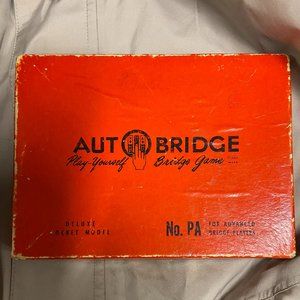 AUTOBRIDGE
Play-Yourself Bridge Game
DELUXE
POCKET MODEL
No. PA
FOR ADVANCED
BRIDGE PLAYERS